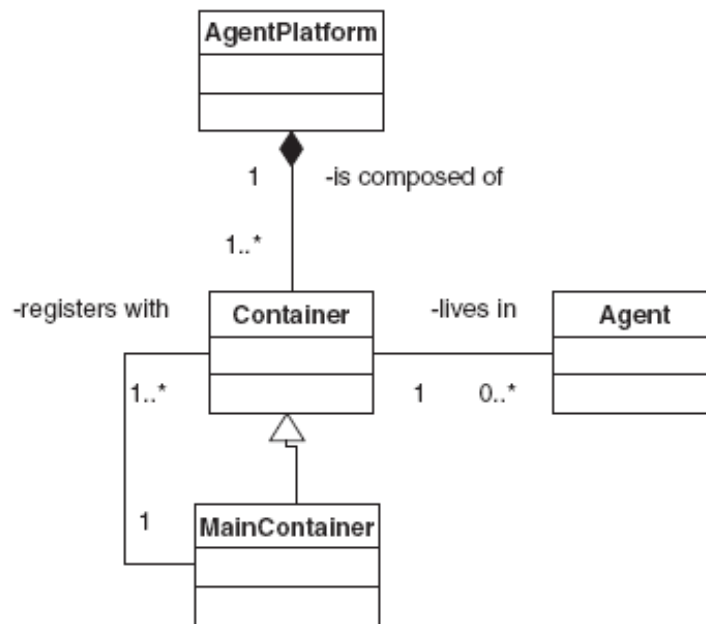 AgentPlatform
1 -is composed of
1..*
-registers with Container -lives in Agent
1..* 1 0..*
1
MainContainer